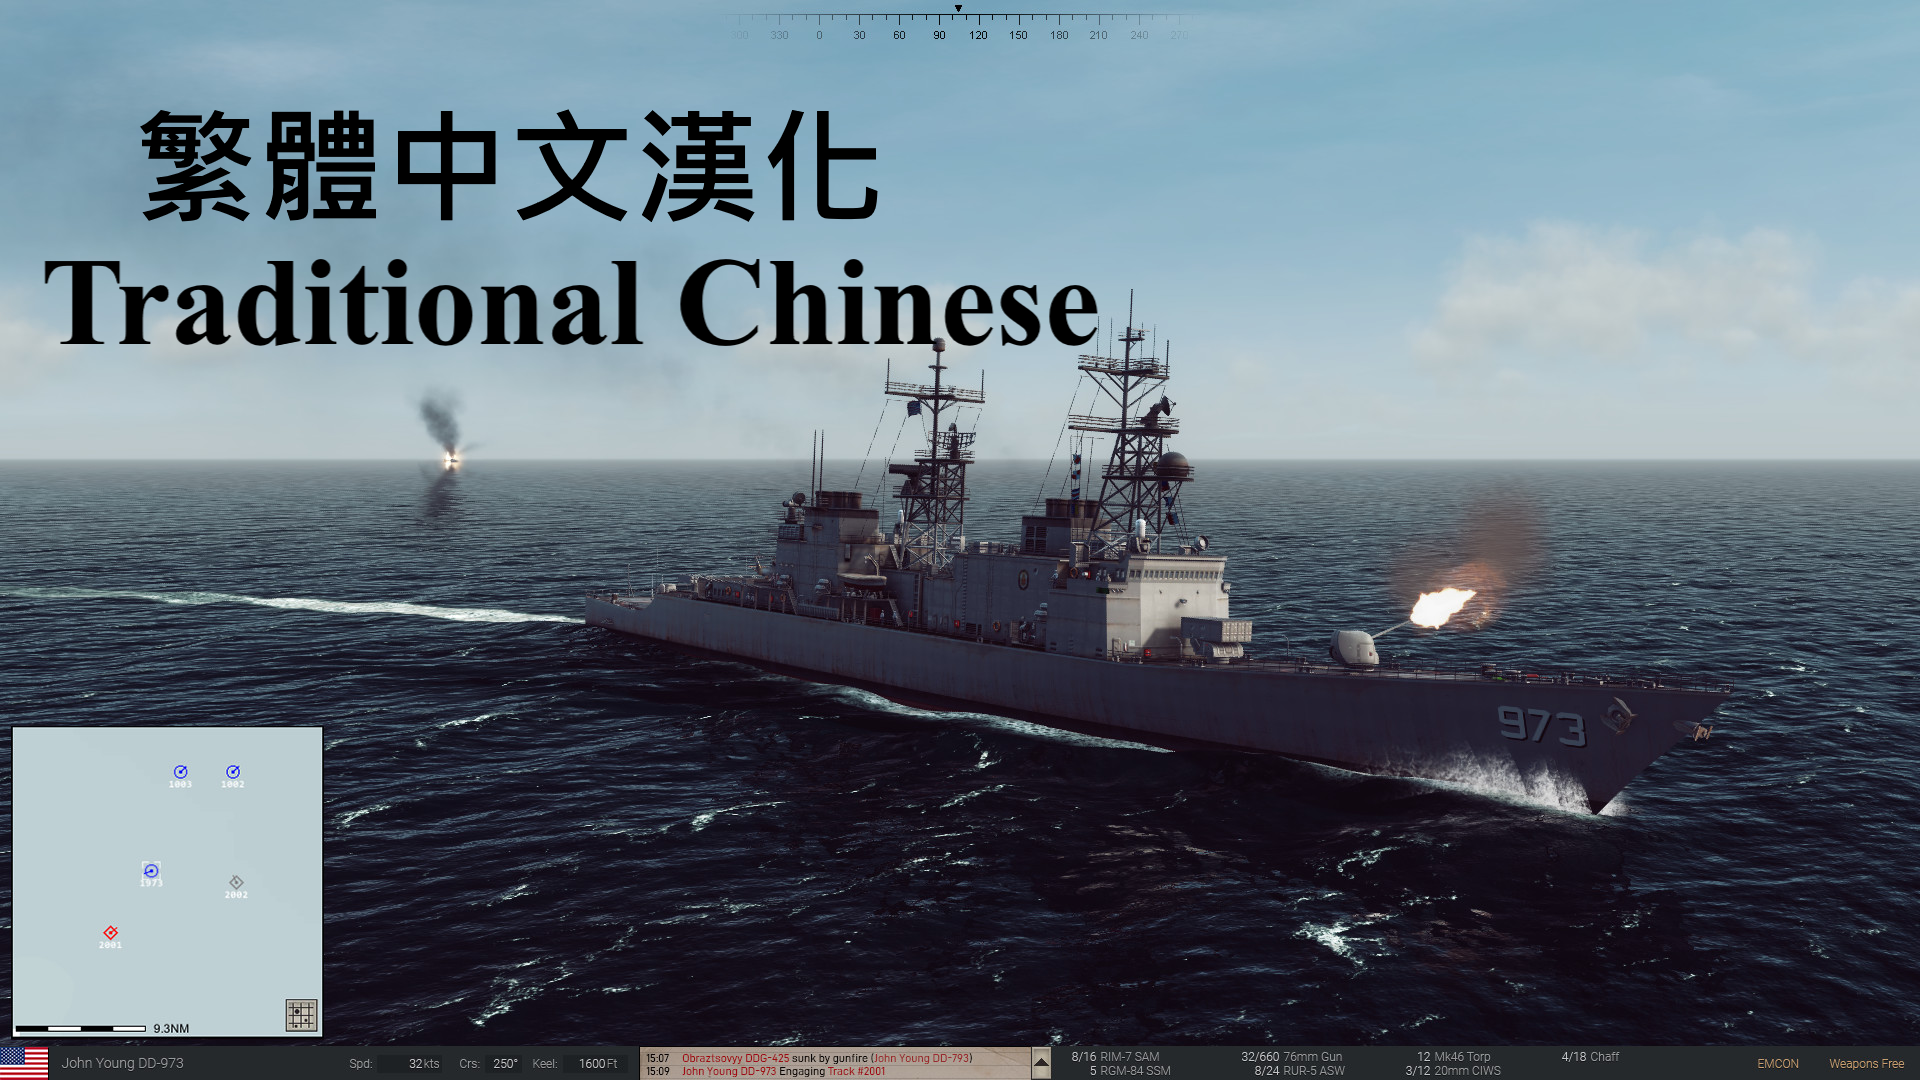 330 0 30 60 90 120 150 180 210 240 270
繁體中文漢化
Traditional Chinese
973
1003 1002
1973
2002
2001
9.3NM
John Young DD-973
Spd: 32kts Crs: 250° Keel: 1600Ft
15:07 Obraztsovyy DDG-425 sunk by gunfire (John Young DD-793)
15:09 John Young DD-973 Engaging Track #2001
8/16 RIM-7 SAM 32/660 76mm Gun 12 Mk46 Torp 4/18 Chaff
5 RGM-84 SSM 8/24 RUR-5 ASW 3/12 20mm CIWS
EMCON Weapons Free